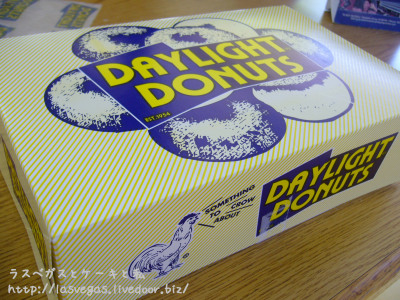 DAYLIGHT
DONUTS
EST. 1954
SOMETHING
TO CROW
ABOUT
DAYLIGHT
DONUTS
ラスベガスとケーキと私
http://lasvegas.livedoor.biz/